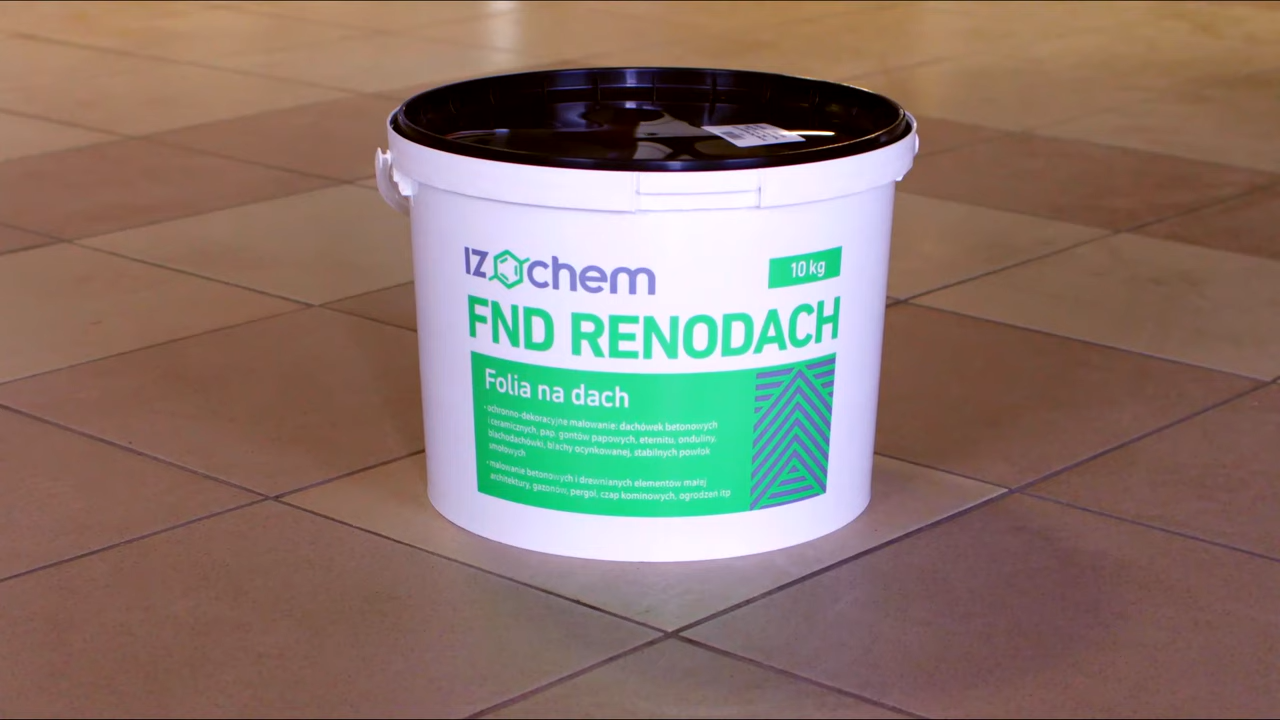 IZOchem
10 kg
FND RENODACH
Folia na dach
• ochronno-dekoracyjne malowanie: dachówek betonowych
i ceramicznych, pap, gontów papowych, eternitu, onduliny,
blachodachówki, blachy ocynkowanej, stabilnych powłok
smołowych
• malowanie betonowych i drewnianych elementów małej
architektury, gazonów, pergol, czap kominowych, ogrodzeń itp